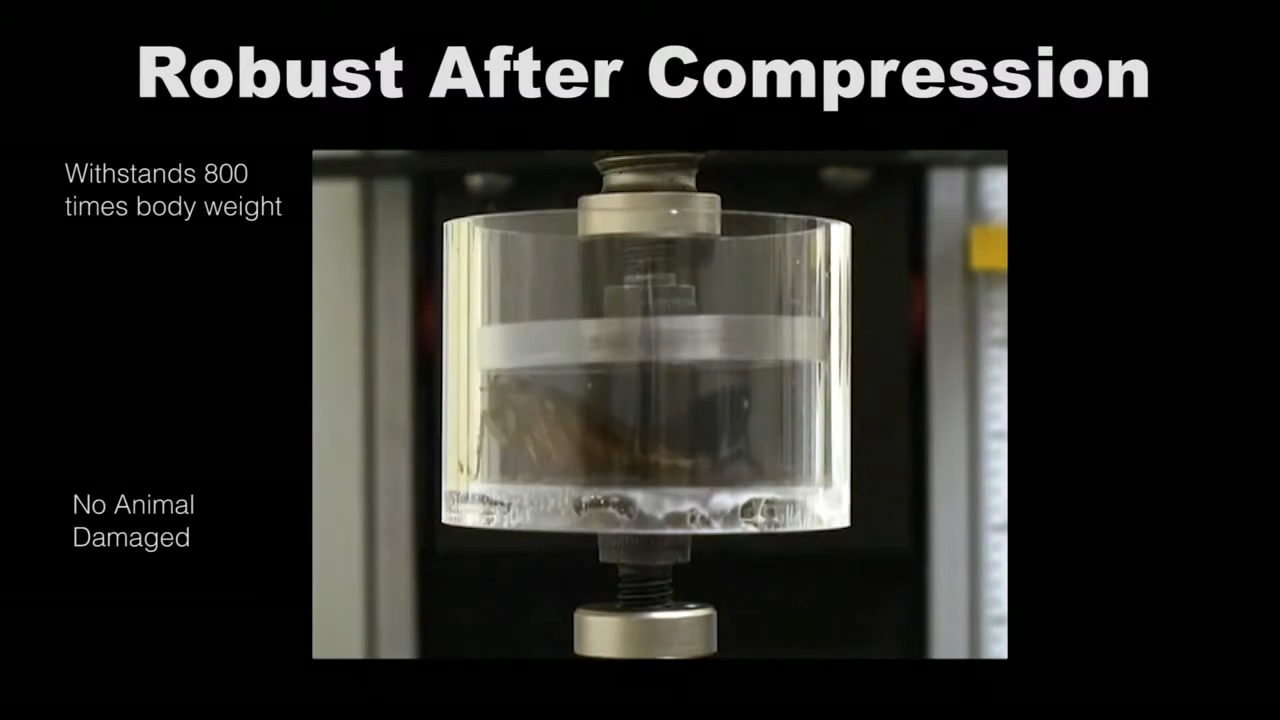 Robust After Compression
Withstands 800
times body weight
No Animal
Damaged